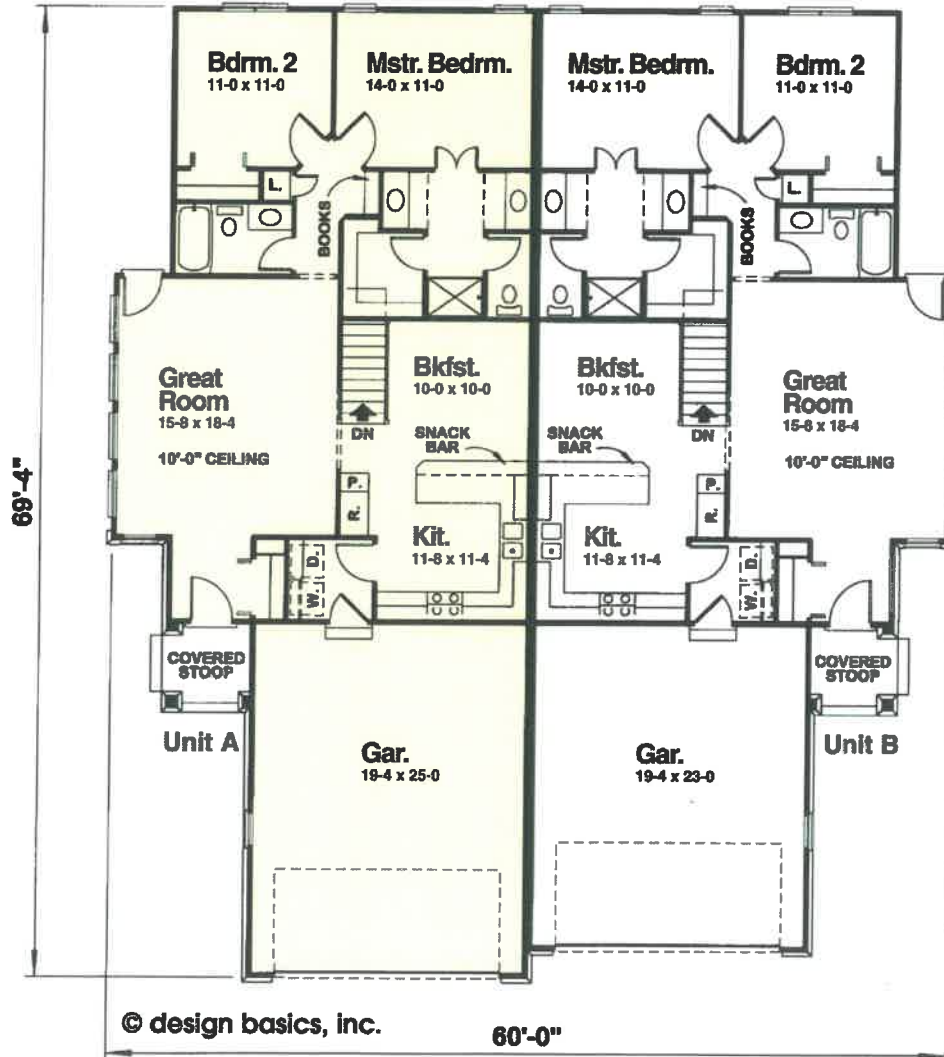 Bdrm. 2
11-0 x 11-0
Mstr. Bedrm.
14-0 x 11-0
Mstr. Bedrm.
14-0 x 11-0
Bdrm. 2
11-0 x 11-0
L.
BOOKS
BOOKS
L.
Great
Room
15-8 x 18-4
10'-0" CEILING
Bkfst.
10-0 x 10-0
DN
SNACK
BAR
Bkfst.
10-0 x 10-0
SNACK
BAR
DN
Great
Room
15-8 x 18-4
10'-0" CEILING
69'-4"
P.
R.
Kit.
11-8 x 11-4
Kit.
11-8 x 11-4
P.
R.
D.
W.
D.
W.
COVERED
STOOP
COVERED
STOOP
Unit A
Gar.
19-4 x 25-0
Gar.
19-4 x 23-0
Unit B
© design basics, inc.
60'-0"